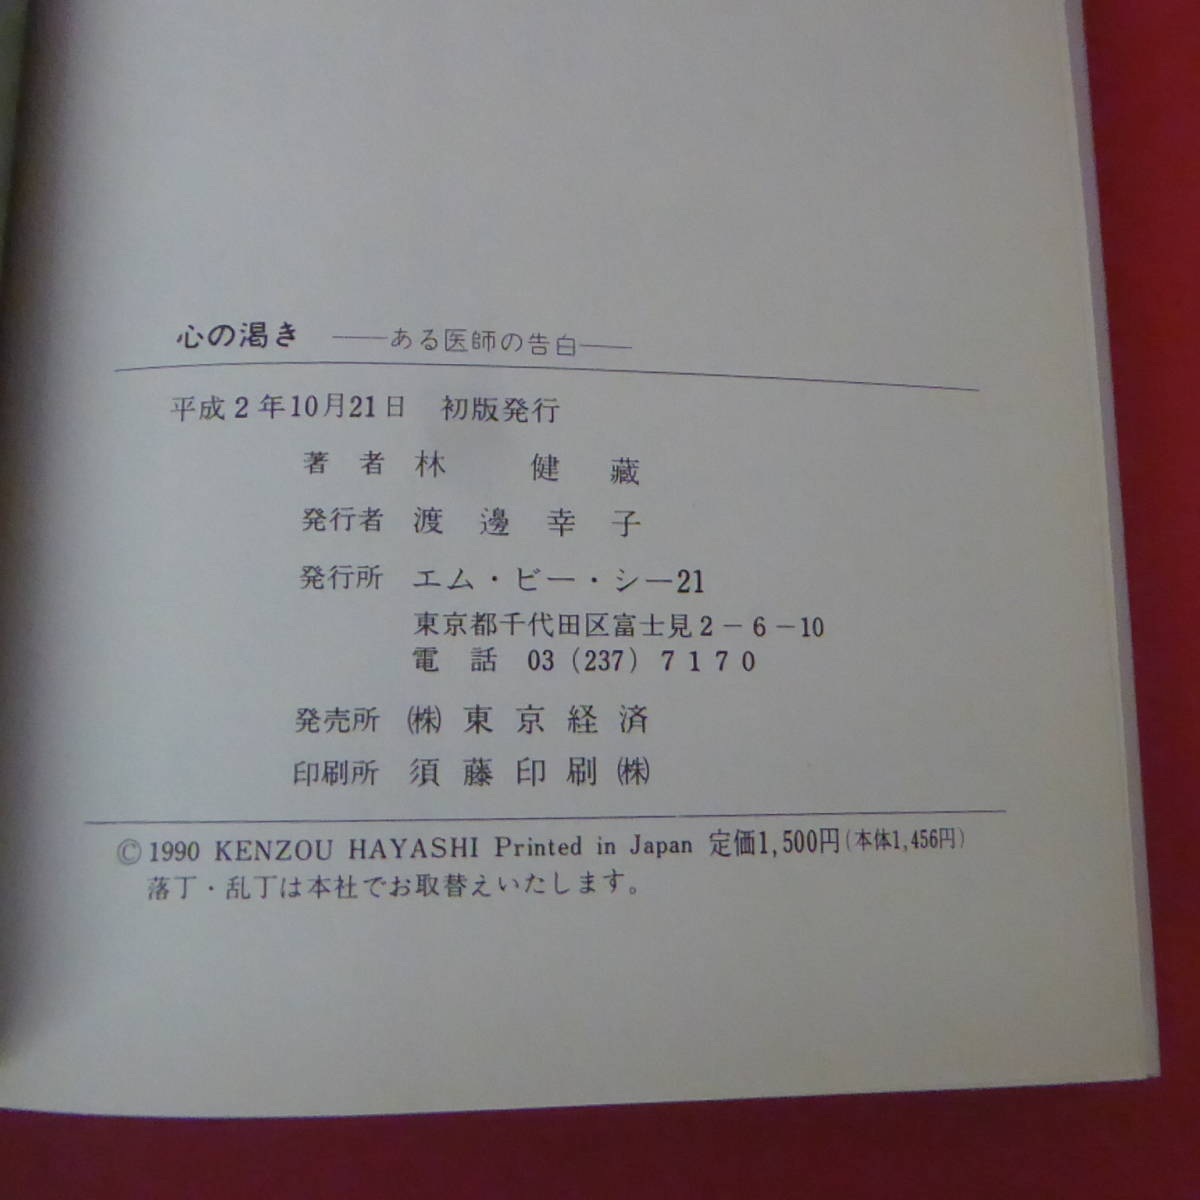 心の渇き ――ある医師の告白――
平成2年10月21日 初版発行
著者 林健藏
発行者 渡邊幸子
発行所 エム・ビー・シー21
東京都千代田区富士見2-6-10
電話 03(237)7170
発売所 ㈱東京経済
印刷所 須藤印刷㈱
©1990 KENZOU HAYASHI Printed in Japan 定価1,500円(本体1,456円)
落丁・乱丁は本社でお取替えいたします。